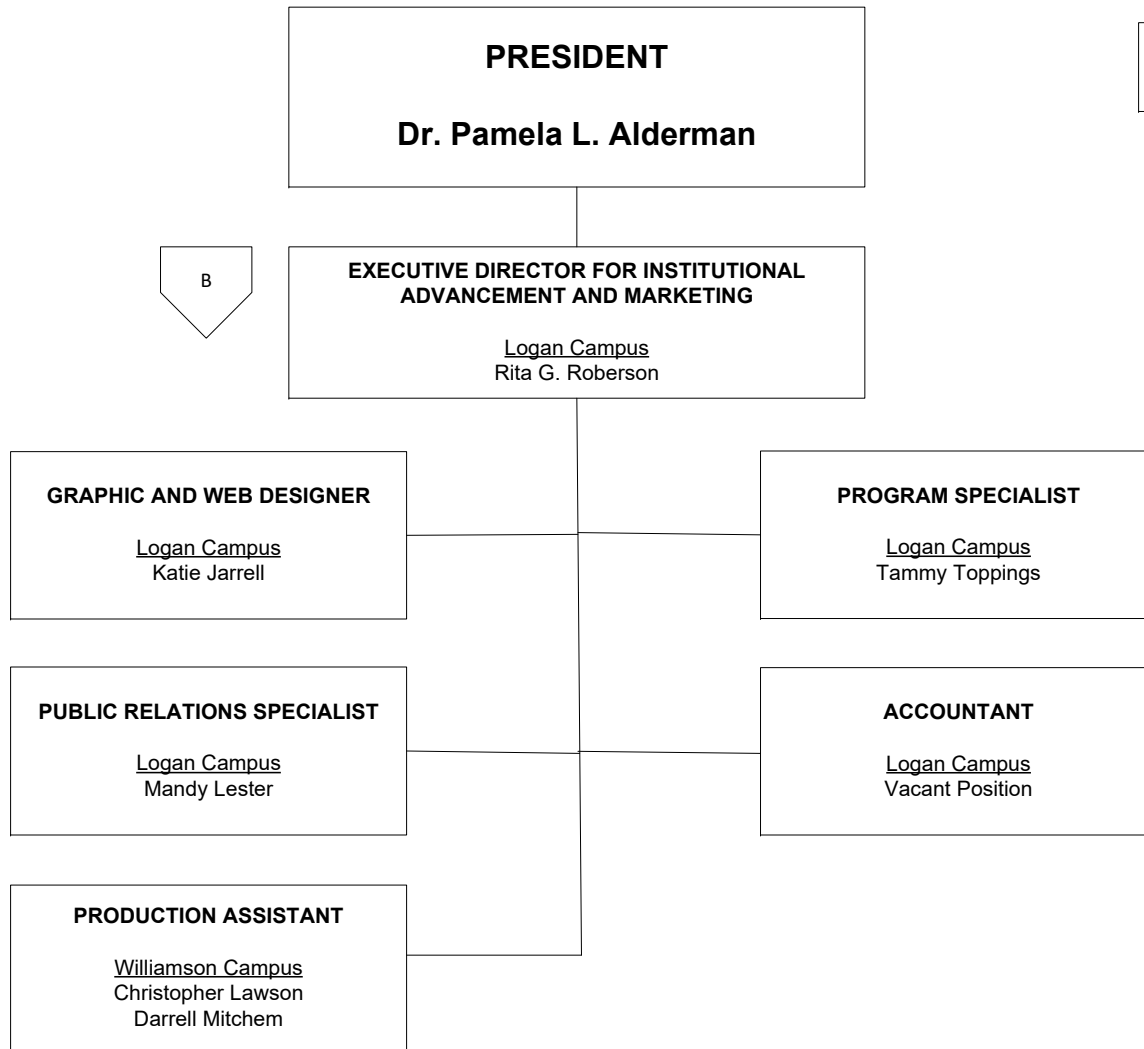 PRESIDENT
Dr. Pamela L. Alderman
B
EXECUTIVE DIRECTOR FOR INSTITUTIONAL
ADVANCEMENT AND MARKETING
Logan Campus
Rita G. Roberson
GRAPHIC AND WEB DESIGNER
Logan Campus
Katie Jarrell
PROGRAM SPECIALIST
Logan Campus
Tammy Toppings
PUBLIC RELATIONS SPECIALIST
Logan Campus
Mandy Lester
ACCOUNTANT
Logan Campus
Vacant Position
PRODUCTION ASSISTANT
Williamson Campus
Christopher Lawson
Darrell Mitchem